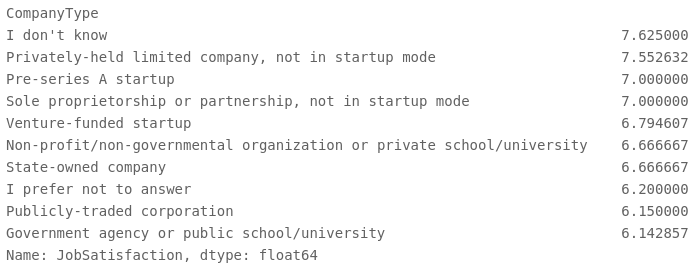 CompanyType
I don't know 7.625000
Privately-held limited company, not in startup mode 7.552632
Pre-series A startup 7.000000
Sole proprietorship or partnership, not in startup mode 7.000000
Venture-funded startup 6.794607
Non-profit/non-governmental organization or private school/university 6.666667
State-owned company 6.666667
I prefer not to answer 6.200000
Publicly-traded corporation 6.150000
Government agency or public school/university 6.142857
Name: JobSatisfaction, dtype: float64